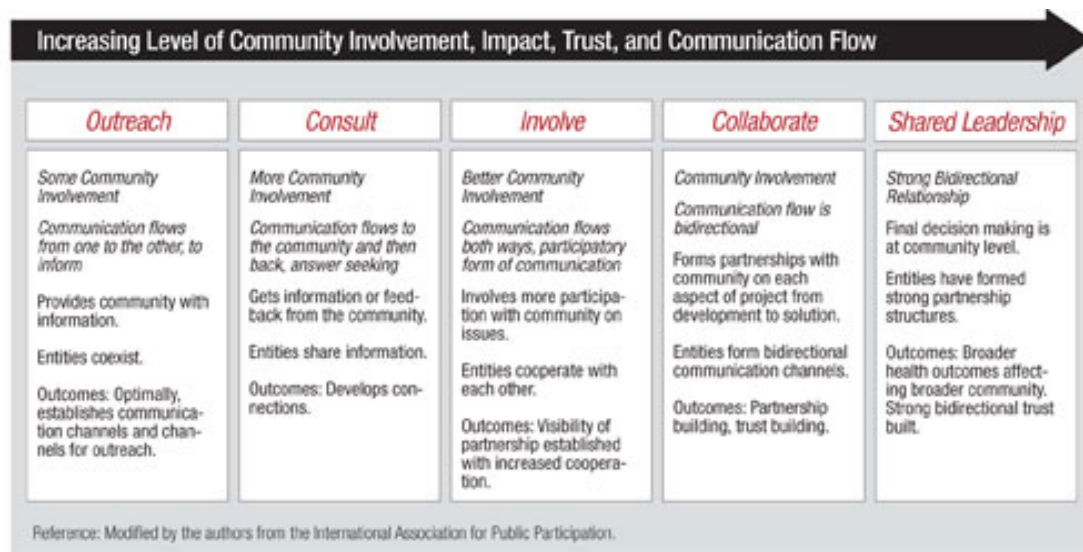 Increasing Level of Community Involvement, Impact, Trust, and Communication Flow
Outreach
Some Community
Involvement
Communication flows
from one to the other, to
inform
Provides community with
information.
Entities coexist.
Outcomes: Optimally,
establishes communica-
tion channels and chan-
nels for outreach.
Consult
More Community
Involvement
Communication flows to
the community and then
back, answer seeking
Gets information or feed-
back from the community.
Entities share information.
Outcomes: Develops con-
nections.
Involve
Better Community
Involvement
Communication flows
both ways, participatory
form of communication
Involves more participa-
tion with community on
issues.
Entities cooperate with
each other.
Outcomes: Visibility of
partnership established
with increased coopera-
tion.
Collaborate
Community Involvement
Communication flow is
bidirectional
Forms partnerships with
community on each
aspect of project from
development to solution.
Entities form bidirectional
communication channels.
Outcomes: Partnership
building, trust building.
Shared Leadership
Strong Bidirectional
Relationship
Final decision making is
at community level.
Entities have formed
strong partnership
structures.
Outcomes: Broader
health outcomes affect-
ing broader community.
Strong bidirectional trust
built.
Reference: Modified by the authors from the International Association for Public Participation.